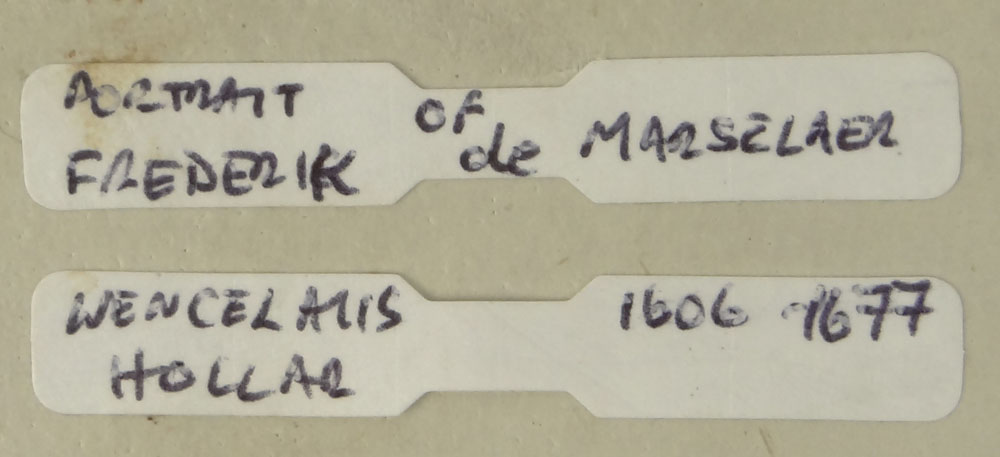 PORTRAIT OF
FREDERIK de MARSELAER
WENCELAUS 1606-1677
HOLLAR